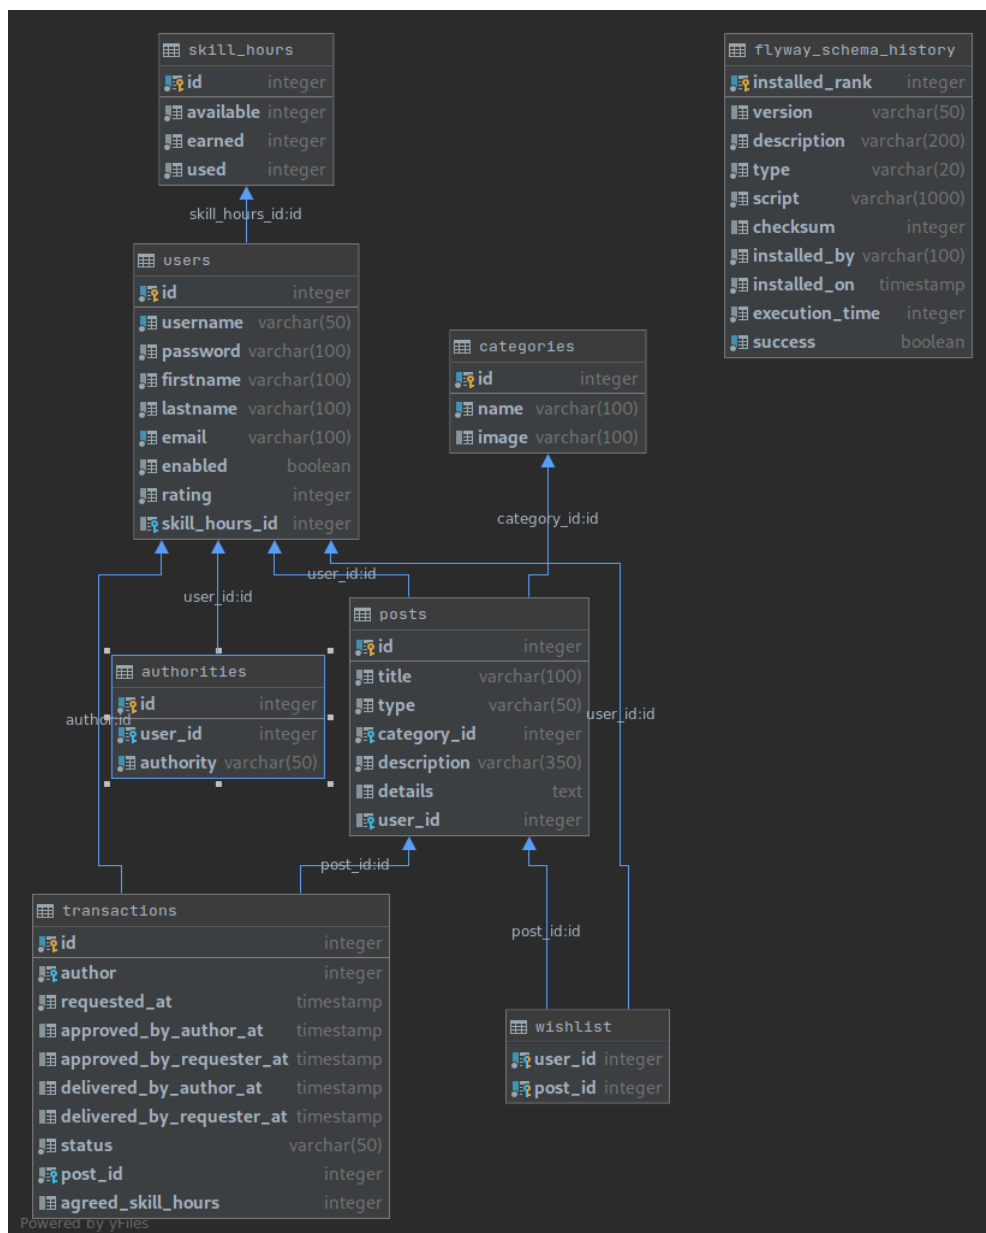 skill_hours
id integer
available integer
earned integer
used integer
flyway_schema_history
installed_rank integer
version varchar(50)
description varchar(200)
type varchar(20)
script varchar(1000)
checksum integer
installed_by varchar(100)
installed_on timestamp
execution_time integer
success boolean
skill_hours_id:id
users
id integer
username varchar(50)
password varchar(100)
firstname varchar(100)
lastname varchar(100)
email varchar(100)
enabled boolean
rating integer
skill_hours_id integer
categories
id integer
name varchar(100)
image varchar(100)
category_id:id
user_id:id
user_id:id
posts
id integer
title varchar(100)
type varchar(50)
category_id integer
description varchar(350)
details text
user_id integer
authorities
id integer
user_id integer
authority varchar(50)
author:id
user_id:id
post_id:id
transactions
id integer
author integer
requested_at timestamp
approved_by_author_at timestamp
approved_by_requester_at timestamp
delivered_by_author_at timestamp
delivered_by_requester_at timestamp
status varchar(50)
post_id integer
agreed_skill_hours integer
post_id:id
wishlist
user_id integer
post_id integer
Powered by yFiles